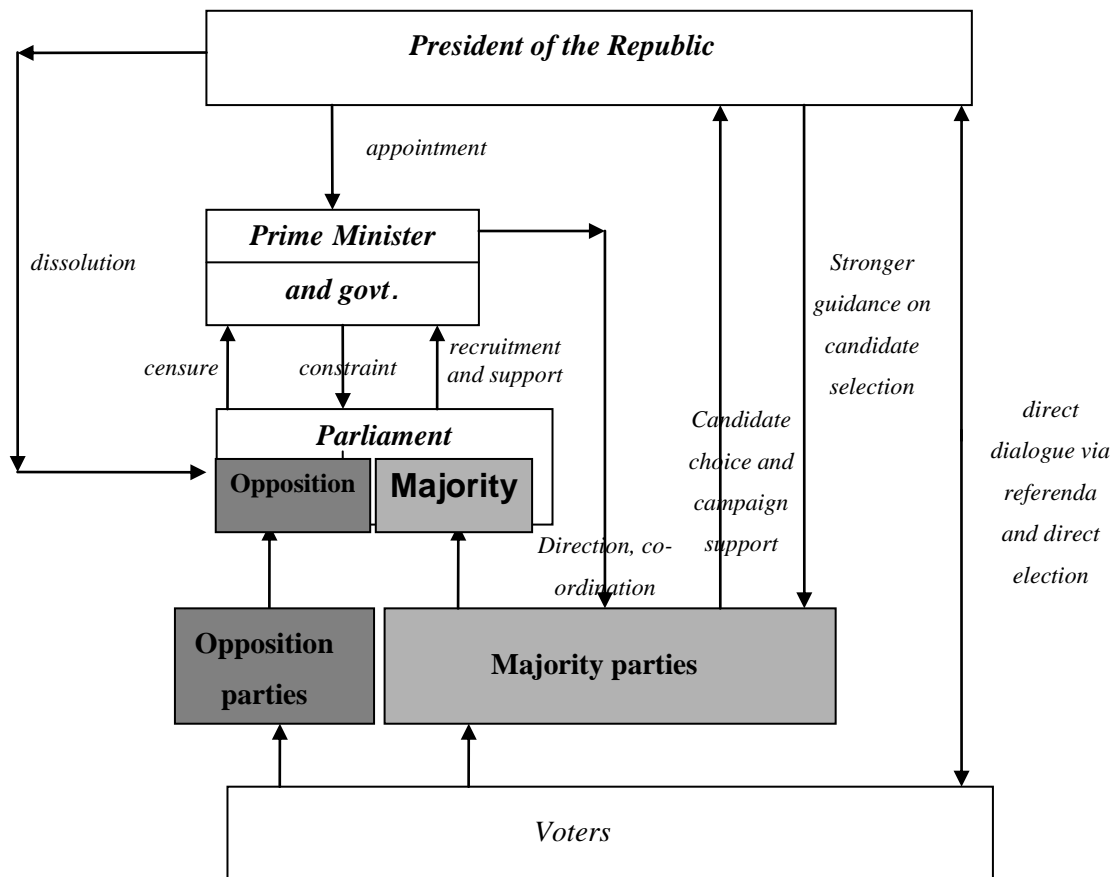 President of the Republic
appointment
Prime Minister
and govt.
dissolution
Stronger
guidance on
candidate
selection
censure
constraint
recruitment
and support
Parliament
Opposition
Majority
Candidate
choice and
campaign
support
direct
dialogue via
referenda
and direct
election
Direction, co-
ordination
Opposition
parties
Majority parties
Voters